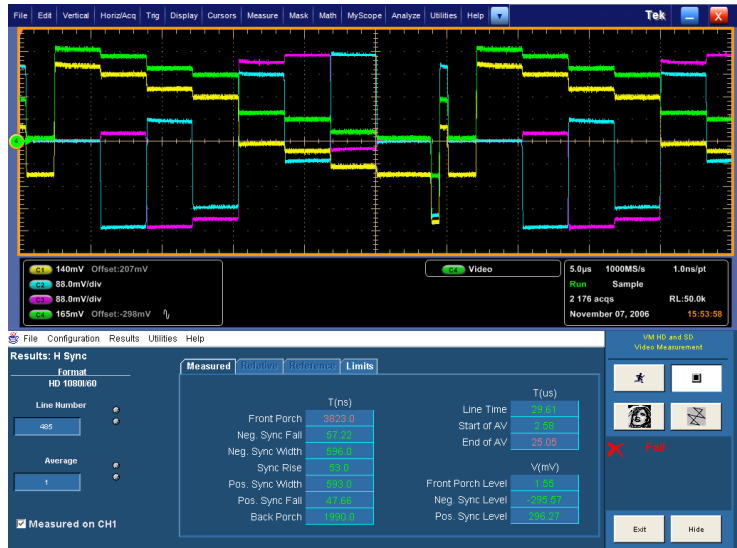 File Edit Vertical Horiz/Acq Trig Display Cursors Measure Mask Math MyScope Analyze Utilities Help Tek X
C1 140mV Offset:207mV
C2 88.0mV/div
C3 88.0mV/div
C4 165mV Offset:-298mV
C4 Video
5.0µs 1000MS/s 1.0ns/pt
Run Sample
2 176 acqs RL:50.0k
November 07, 2006 15:53:58
File Configuration Results Utilities Help
Results: H Sync
Format
HD 1080I/60
Line Number
485
Average
1
Measured on CH1
Measured Relative Reference Limits
T(ns)
Front Porch 3823.0
Neg. Sync Fall 57.22
Neg. Sync Width 596.0
Sync Rise 53.0
Pos. Sync Width 593.0
Pos. Sync Fall 47.66
Back Porch 1990.0
T(us)
Line Time 29.61
Start of AV 2.58
End of AV 25.05
V(mV)
Front Porch Level 1.55
Neg. Sync Level -295.57
Pos. Sync Level 296.27
VM HD and SD
Video Measurement
Fail
Exit Hide